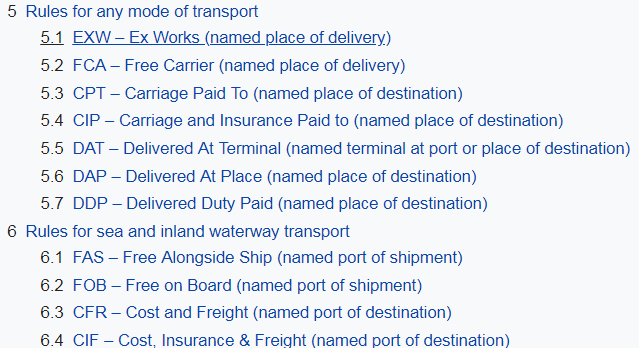 5 Rules for any mode of transport
5.1 EXW – Ex Works (named place of delivery)
5.2 FCA – Free Carrier (named place of delivery)
5.3 CPT – Carriage Paid To (named place of destination)
5.4 CIP – Carriage and Insurance Paid to (named place of destination)
5.5 DAT – Delivered At Terminal (named terminal at port or place of destination)
5.6 DAP – Delivered At Place (named place of destination)
5.7 DDP – Delivered Duty Paid (named place of destination)
6 Rules for sea and inland waterway transport
6.1 FAS – Free Alongside Ship (named port of shipment)
6.2 FOB – Free on Board (named port of shipment)
6.3 CFR – Cost and Freight (named port of destination)
6.4 CIF – Cost, Insurance & Freight (named port of destination)